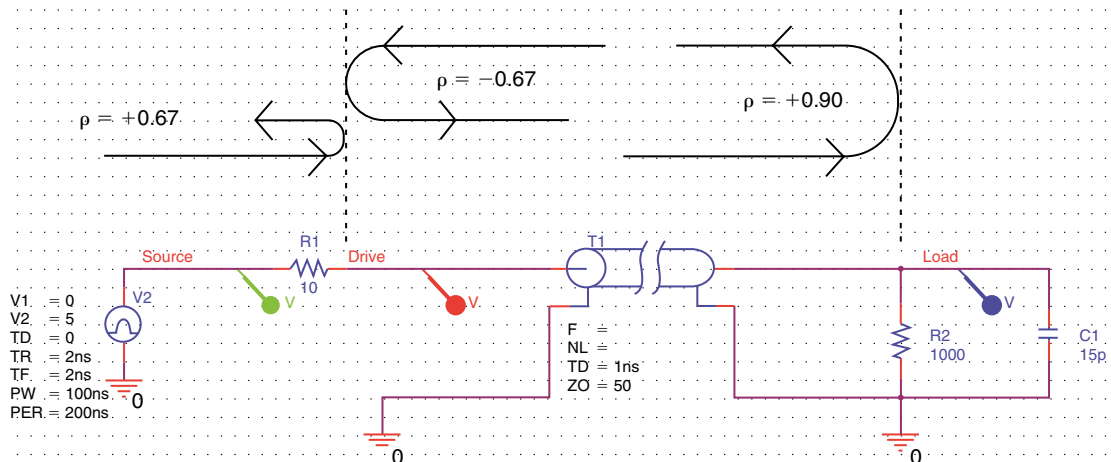 ρ = −0.67
ρ = +0.90
ρ = +0.67
R1
T1
Source
Drive
Load
10
V2
V
V
V
V1 = 0
V2 = 5
TD = 0
TR = 2ns
TF = 2ns
PW = 100ns
PER = 200ns
0
F =
NL =
TD = 1ns
ZO = 50
R2
1000
C1
15p
0
0